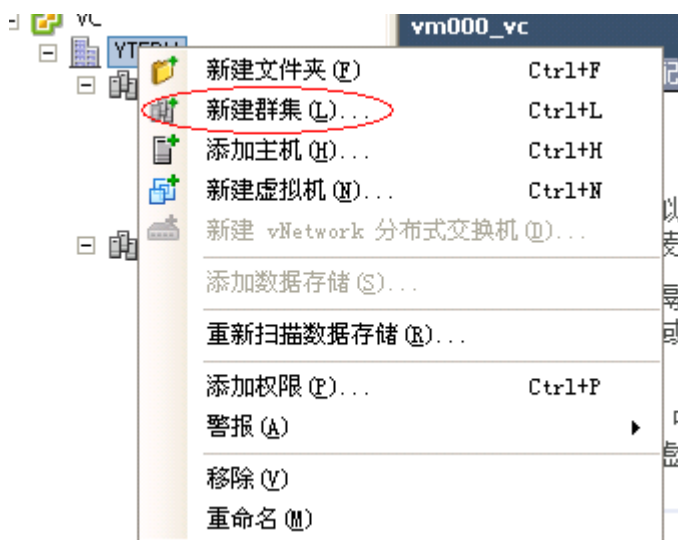 VC
vm000_vc
新建文件夹(F) Ctrl+F
新建群集(L)... Ctrl+L
添加主机(H)... Ctrl+H
新建虚拟机(N)... Ctrl+N
新建 vNetwork 分布式交换机(D)...
添加数据存储(S)...
重新扫描数据存储(R)...
添加权限(P)... Ctrl+P
警报(A)
移除(V)
重命名(M)